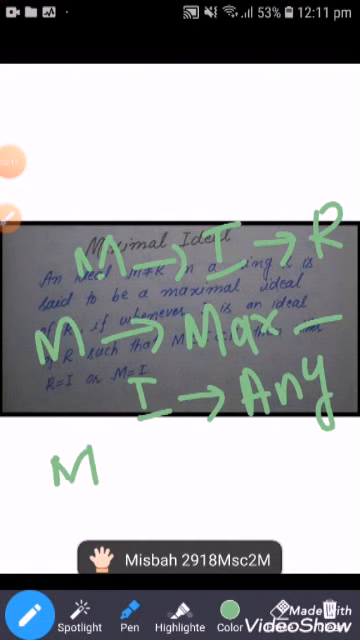 53% 12:11 pm
Maximal Ideal
M → I → R
An ideal M≠R in a ring R is
said to be a maximal ideal
of R, if whenever I is an ideal
M → Max —
of R such that
R=I or M=I
I → Any
M
Misbah 2918Msc2M
Spotlight Pen Highlighte Color
Made with
VideoShow